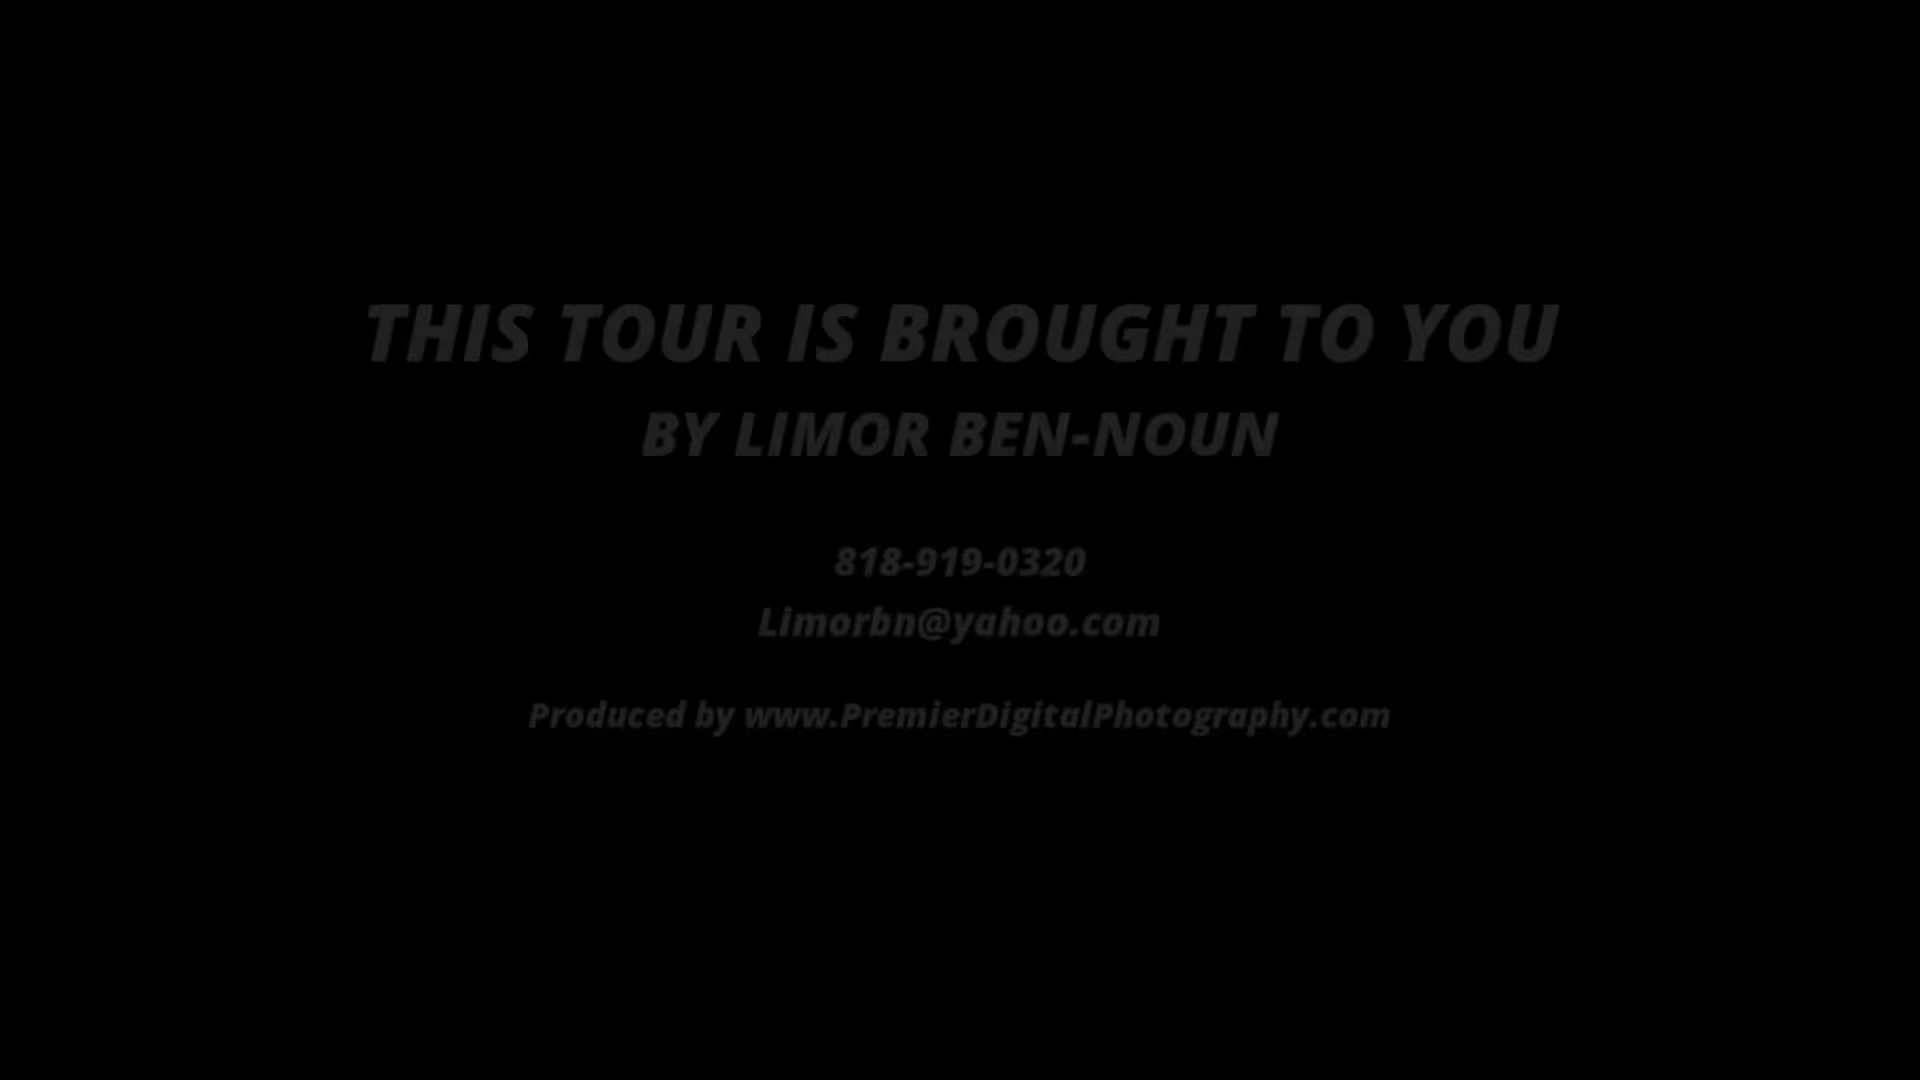 THIS TOUR IS BROUGHT TO YOU
BY LIMOR BEN-NOUN
818-919-0320
Limorbn@yahoo.com
Produced by www.PremierDigitalPhotography.com